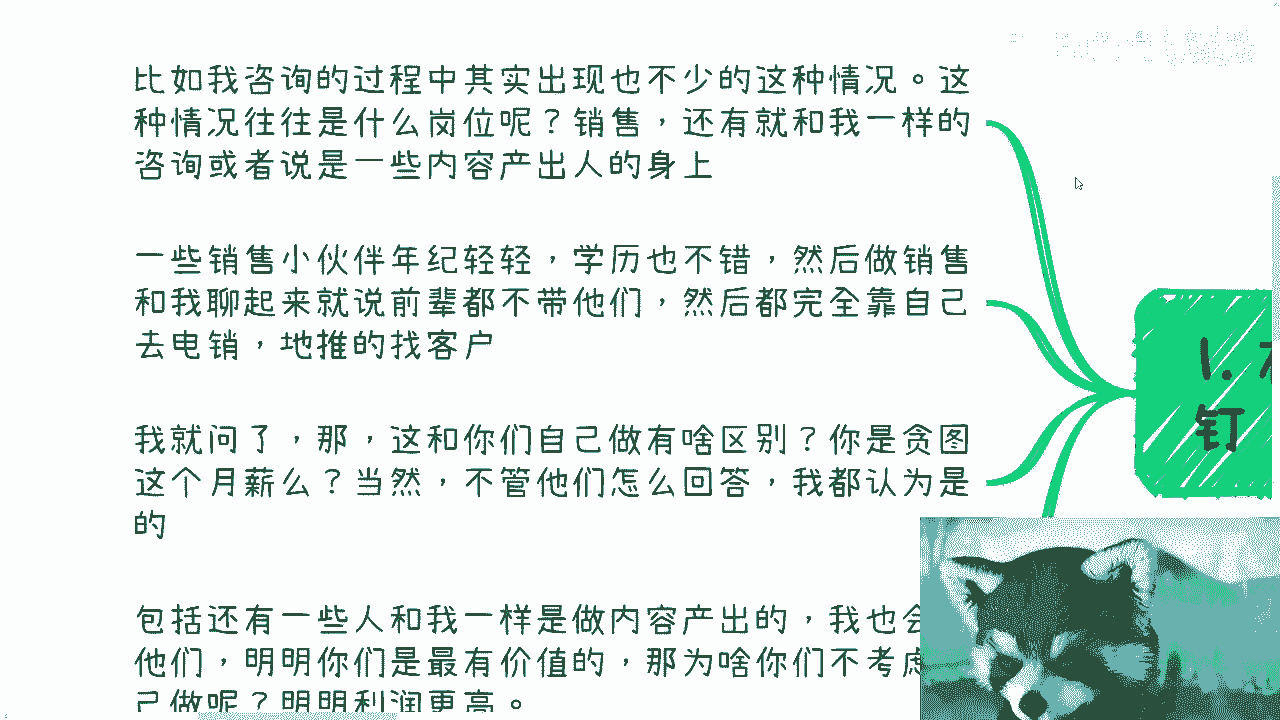 比如我咨询的过程中其实出现也不少的这种情况。这
种情况往往是什么岗位呢？销售，还有就和我一样的
咨询或者说是一些内容产出人的身上
一些销售小伙伴年纪轻轻，学历也不错，然后做销售
和我聊起来就说前辈都不带他们，然后都完全靠自己
去电销，地推的找客户
我就问了，那，这和你们自己做有啥区别？你是贪图
这个月薪么？当然，不管他们怎么回答，我都认为是
的
包括还有一些人和我一样是做内容产出的，我也会
他们，明明你们是最有价值的，那为啥你们不考虑
己做呢？明明利润更高。
1.
钉